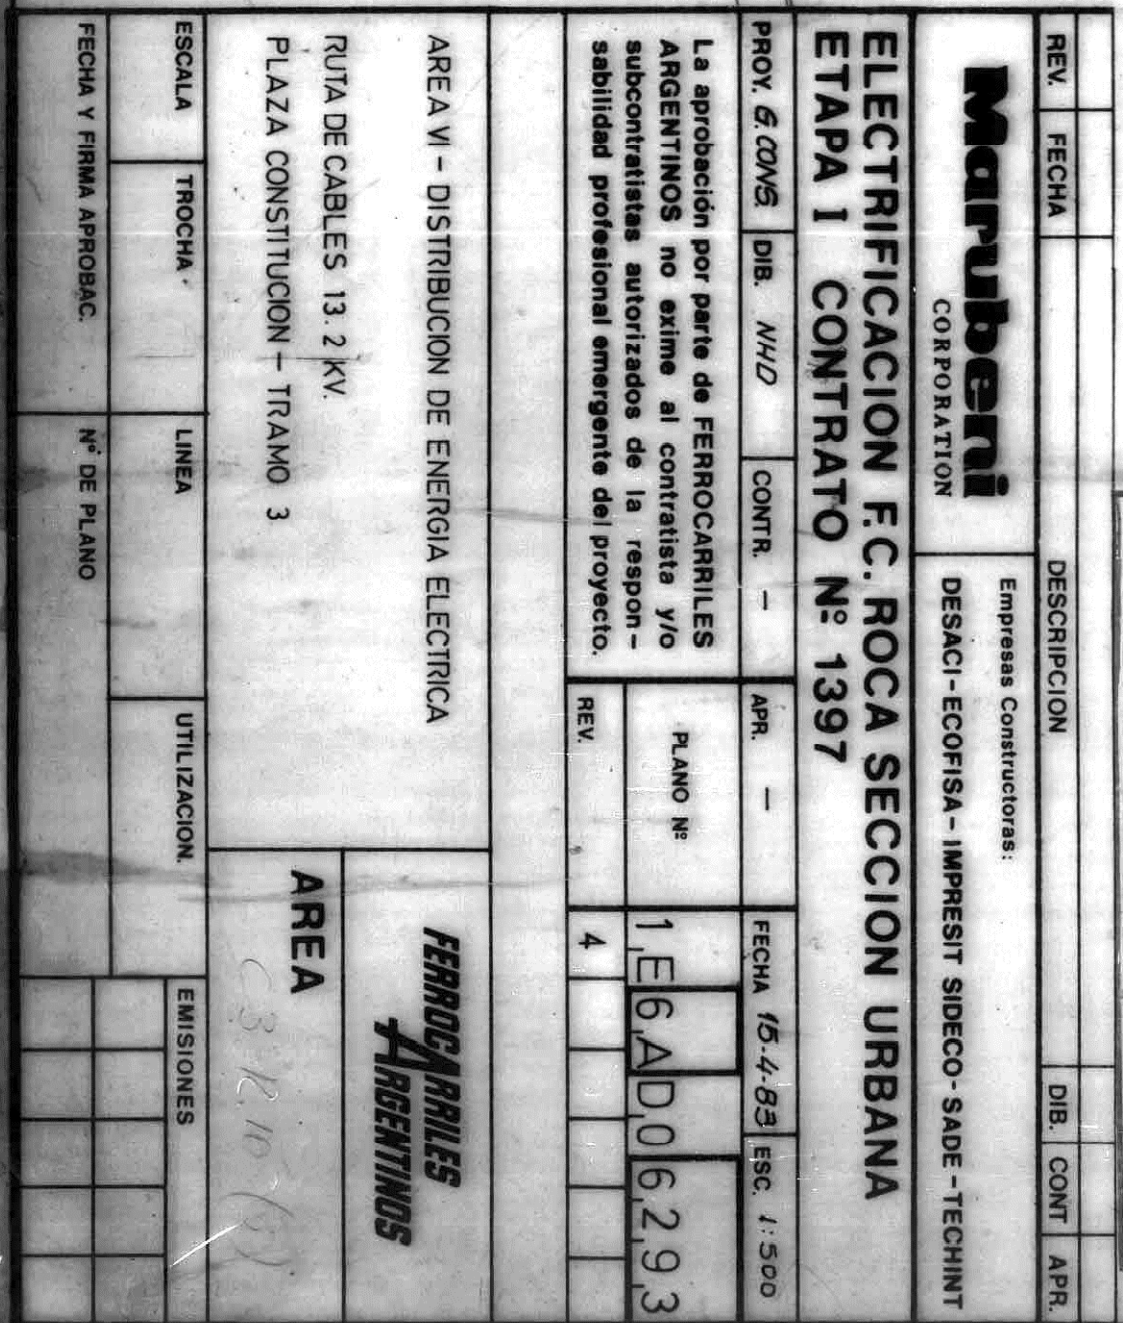 REV. FECHA DESCRIPCION DIB. CONT APR.
Marubeni
CORPORATION
Empresas Constructoras:
DESACI-ECOFISA-IMPRESIT SIDECO-SADE-TECHINT
ELECTRIFICACION F.C. ROCA SECCION URBANA
ETAPA I CONTRATO Nº 1397
PROY. G.CONS. DIB. NHD CONTR. — APR. — FECHA 15-4-83 ESC. 1:500
La aprobación por parte de FERROCARRILES
ARGENTINOS no exime al contratista y/o
subcontratistas autorizados de la respon-
sabilidad profesional emergente del proyecto.
PLANO Nº 1,E6,AD,06,2,9,3
REV. 4
AREA VI - DISTRIBUCION DE ENERGIA ELECTRICA
RUTA DE CABLES 13.2 KV.
PLAZA CONSTITUCION - TRAMO 3
FERROCARRILES
ARGENTINOS
AREA
ESCALA TROCHA LINEA UTILIZACION. EMISIONES
FECHA Y FIRMA APROBAC. Nº DE PLANO